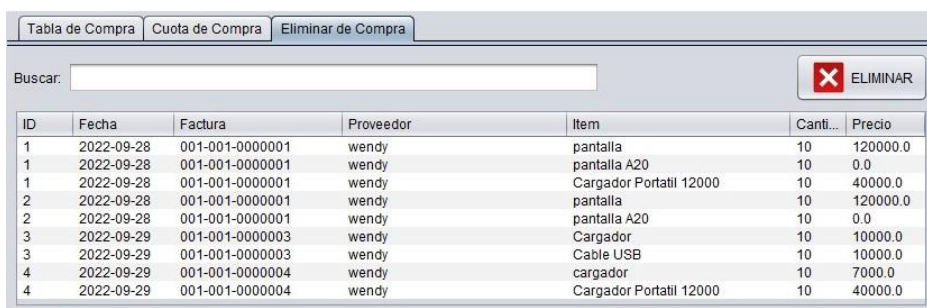 Tabla de Compra Cuota de Compra Eliminar de Compra
Buscar: ELIMINAR
ID Fecha Factura Proveedor Item Canti... Precio
1 2022-09-28 001-001-0000001 wendy pantalla 10 120000.0
1 2022-09-28 001-001-0000001 wendy pantalla A20 10 0.0
1 2022-09-28 001-001-0000001 wendy Cargador Portatil 12000 10 40000.0
2 2022-09-28 001-001-0000001 wendy pantalla 10 120000.0
2 2022-09-28 001-001-0000001 wendy pantalla A20 10 0.0
3 2022-09-29 001-001-0000003 wendy Cargador 10 10000.0
3 2022-09-29 001-001-0000003 wendy Cable USB 10 10000.0
4 2022-09-29 001-001-0000004 wendy cargador 10 7000.0
4 2022-09-29 001-001-0000004 wendy Cargador Portatil 12000 10 40000.0